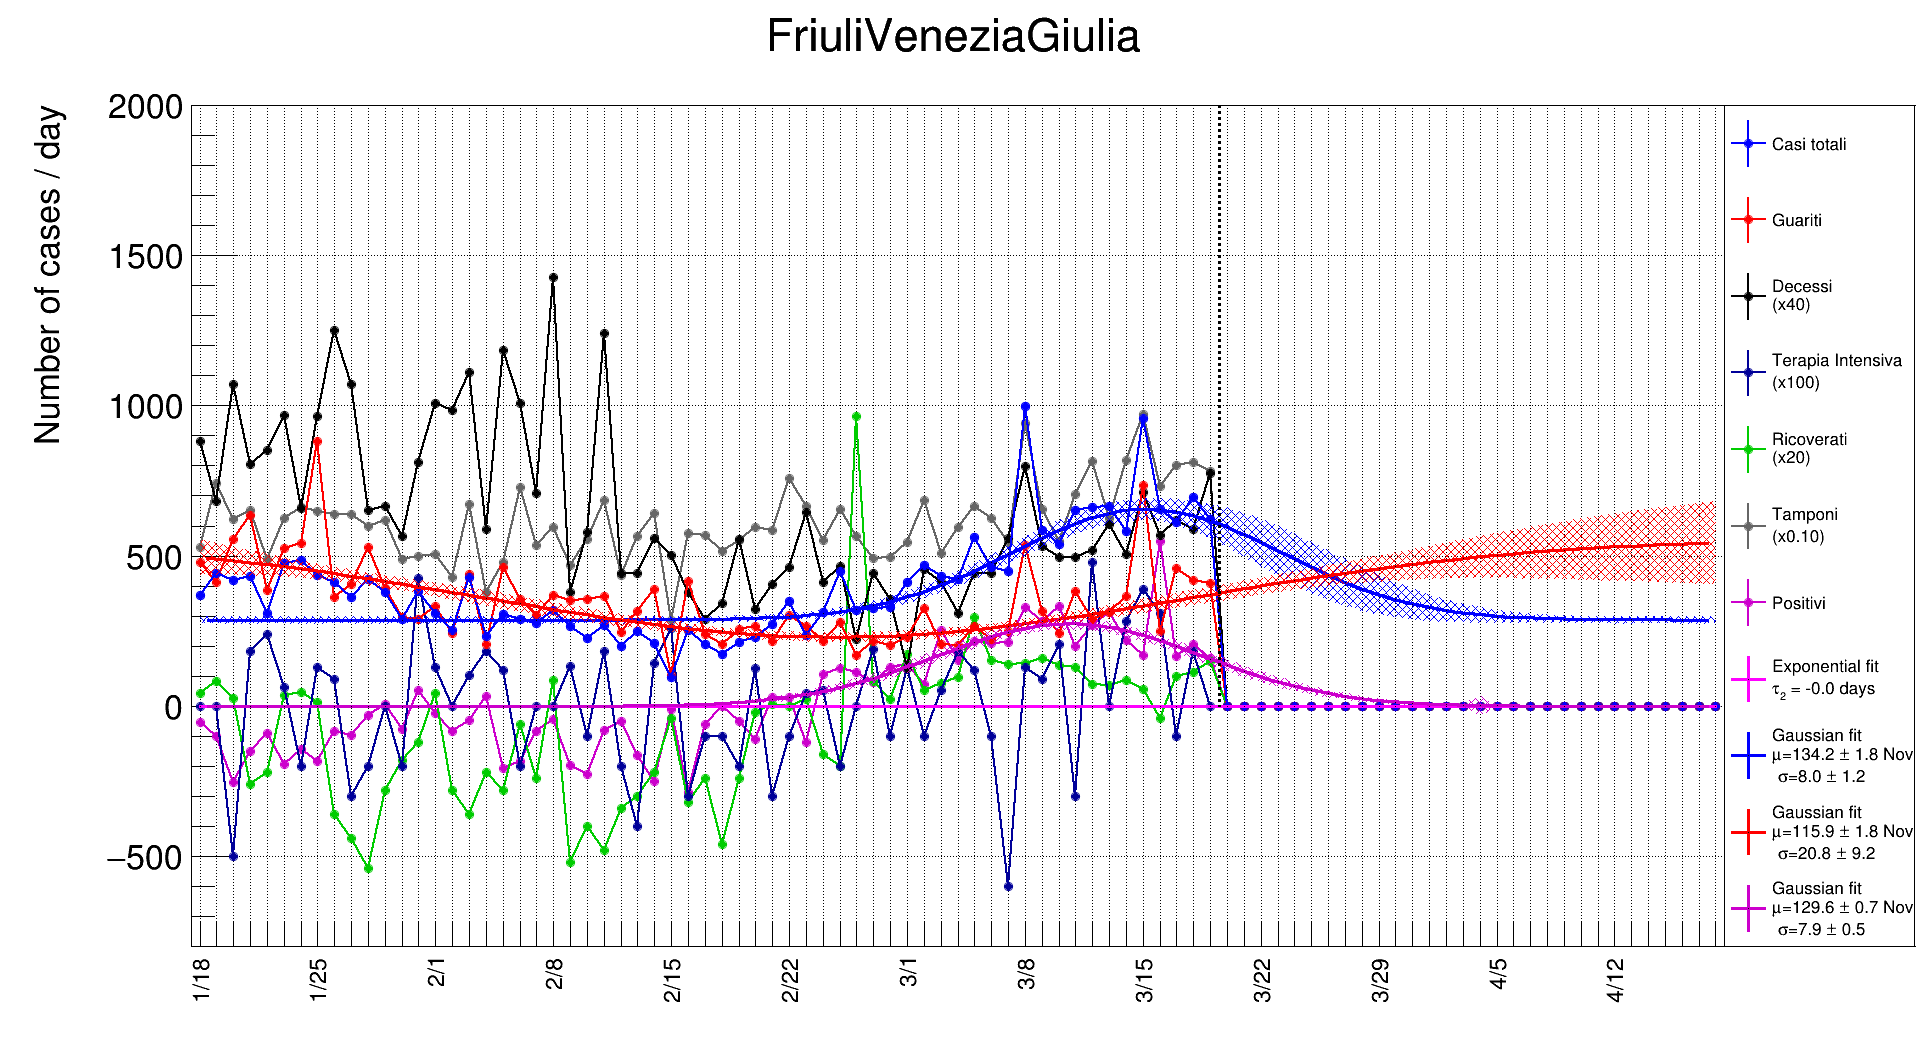 FriuliVeneziaGiulia
Number of cases / day
2000
1500
1000
500
0
−500
1/18
1/25
2/1
2/8
2/15
2/22
3/1
3/8
3/15
3/22
3/29
4/5
4/12
Casi totali
Guariti
Decessi
(x40)
Terapia Intensiva
(x100)
Ricoverati
(x20)
Tamponi
(x0.10)
Positivi
Exponential fit
τ2 = -0.0 days
Gaussian fit
μ=134.2 ± 1.8 Nov
σ=8.0 ± 1.2
Gaussian fit
μ=115.9 ± 1.8 Nov
σ=20.8 ± 9.2
Gaussian fit
μ=129.6 ± 0.7 Nov
σ=7.9 ± 0.5